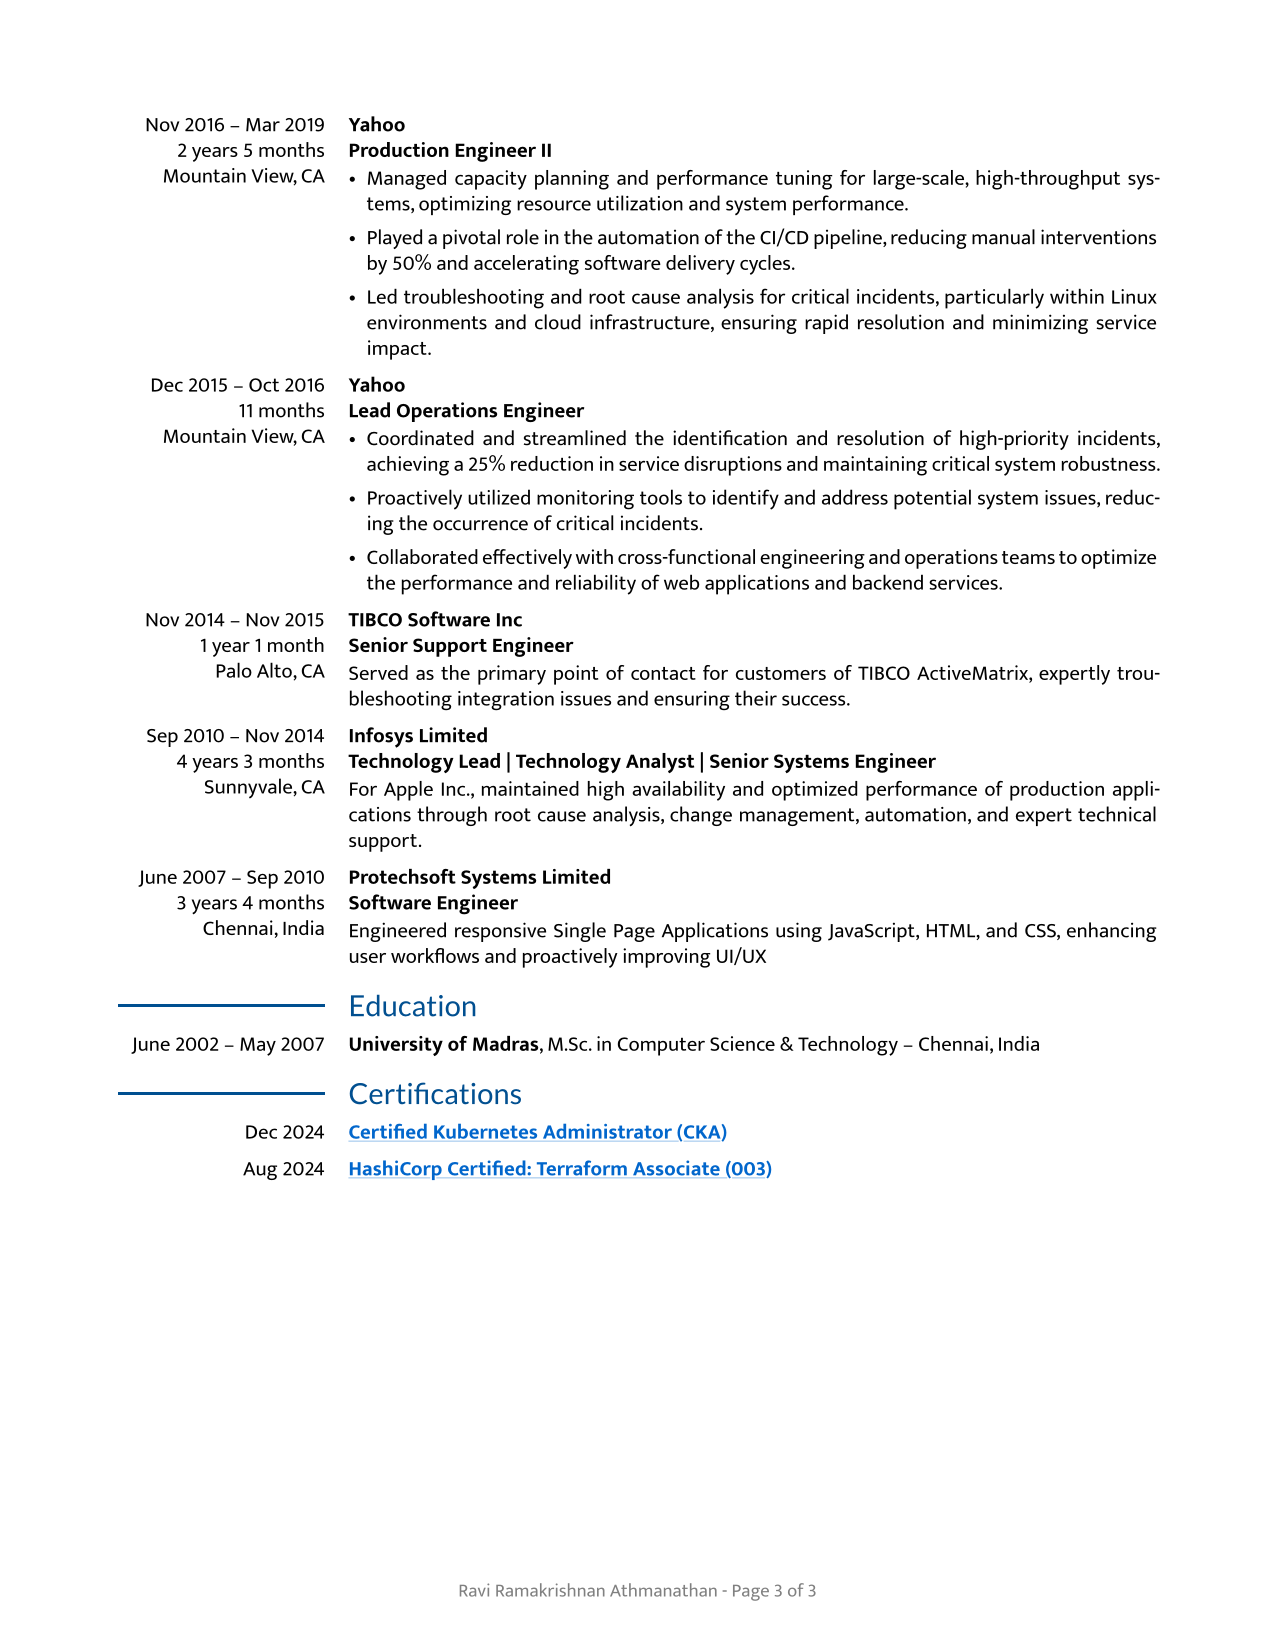 Nov 2016 – Mar 2019
2 years 5 months
Mountain View, CA
Yahoo
Production Engineer II
• Managed capacity planning and performance tuning for large-scale, high-throughput sys-
tems, optimizing resource utilization and system performance.
• Played a pivotal role in the automation of the CI/CD pipeline, reducing manual interventions
by 50% and accelerating software delivery cycles.
• Led troubleshooting and root cause analysis for critical incidents, particularly within Linux
environments and cloud infrastructure, ensuring rapid resolution and minimizing service
impact.
Dec 2015 – Oct 2016
11 months
Mountain View, CA
Yahoo
Lead Operations Engineer
• Coordinated and streamlined the identification and resolution of high-priority incidents,
achieving a 25% reduction in service disruptions and maintaining critical system robustness.
• Proactively utilized monitoring tools to identify and address potential system issues, reduc-
ing the occurrence of critical incidents.
• Collaborated effectively with cross-functional engineering and operations teams to optimize
the performance and reliability of web applications and backend services.
Nov 2014 – Nov 2015
1 year 1 month
Palo Alto, CA
TIBCO Software Inc
Senior Support Engineer
Served as the primary point of contact for customers of TIBCO ActiveMatrix, expertly trou-
bleshooting integration issues and ensuring their success.
Sep 2010 – Nov 2014
4 years 3 months
Sunnyvale, CA
Infosys Limited
Technology Lead | Technology Analyst | Senior Systems Engineer
For Apple Inc., maintained high availability and optimized performance of production appli-
cations through root cause analysis, change management, automation, and expert technical
support.
June 2007 – Sep 2010
3 years 4 months
Chennai, India
Protechsoft Systems Limited
Software Engineer
Engineered responsive Single Page Applications using JavaScript, HTML, and CSS, enhancing
user workflows and proactively improving UI/UX
Education
June 2002 – May 2007
University of Madras, M.Sc. in Computer Science & Technology – Chennai, India
Certifications
Dec 2024
Certified Kubernetes Administrator (CKA)
Aug 2024
HashiCorp Certified: Terraform Associate (003)
Ravi Ramakrishnan Athmanathan - Page 3 of 3